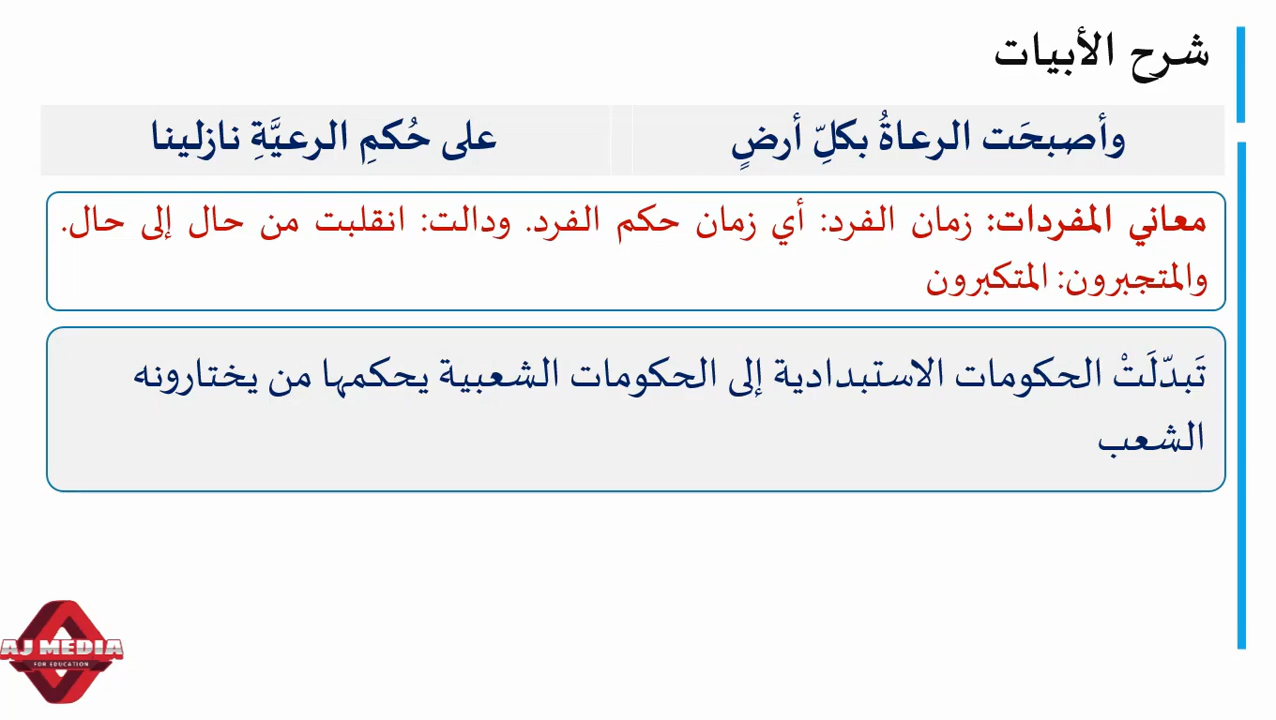 شرح الأبيات
وأصبحَت الرعاةُ بكلِّ أرضٍ على حُكمِ الرعيَّةِ نازلينا
معاني المفردات: زمان الفرد: أي زمان حكم الفرد. ودالت: انقلبت من حال إلى حال.
والمتجبرون: المتكبرون
تَبدّلَتْ الحكومات الاستبدادية إلى الحكومات الشعبية يحكمها من يختارونه
الشعب
AJ MEDIA
FOR EDUCATION